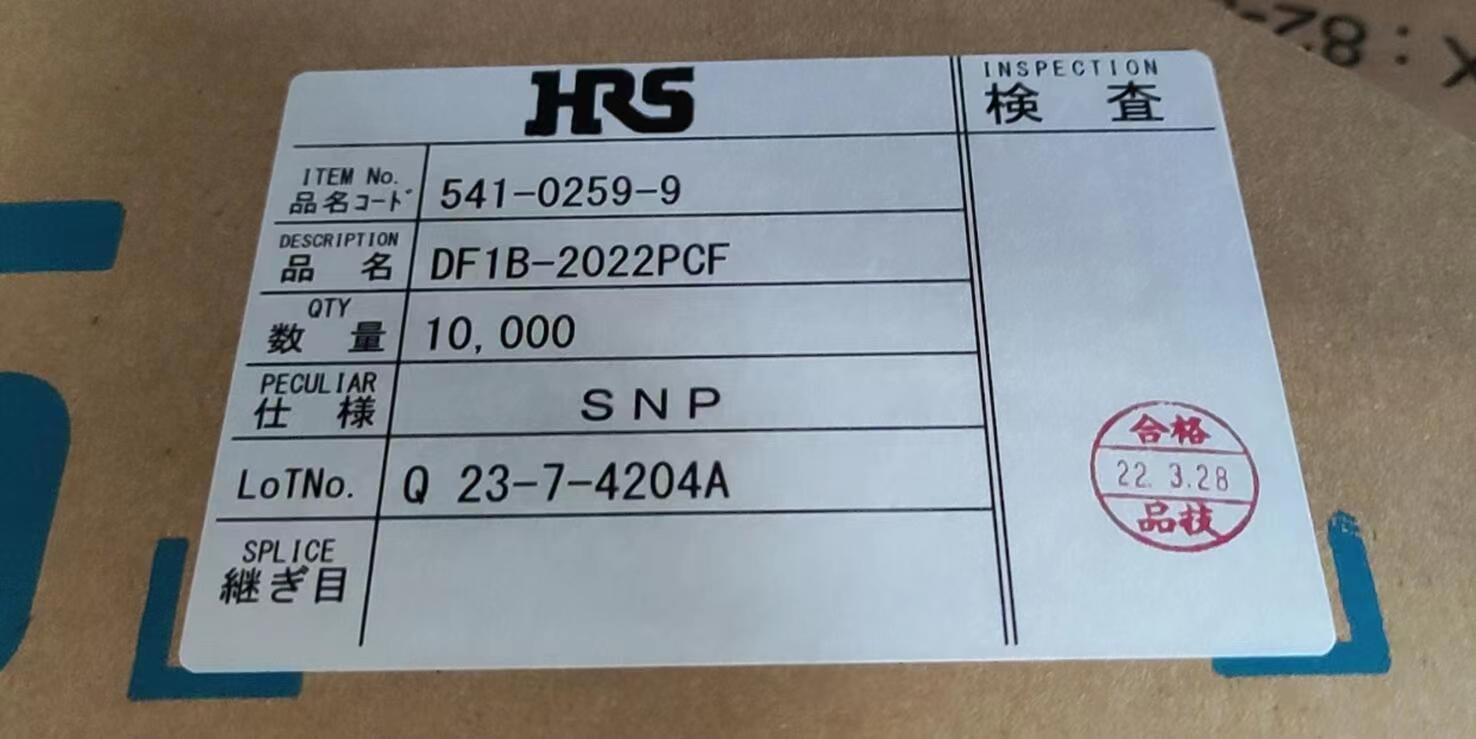 -78:X
HRS
INSPECTION
検 査
ITEM No.
品名コード
541-0259-9
DESCRIPTION
品 名
DF1B-2022PCF
QTY
数 量
10,000
PECULIAR
仕 様
SNP
LoTNo.
Q 23-7-4204A
SPLICE
継ぎ目
合格
22. 3.28
品技